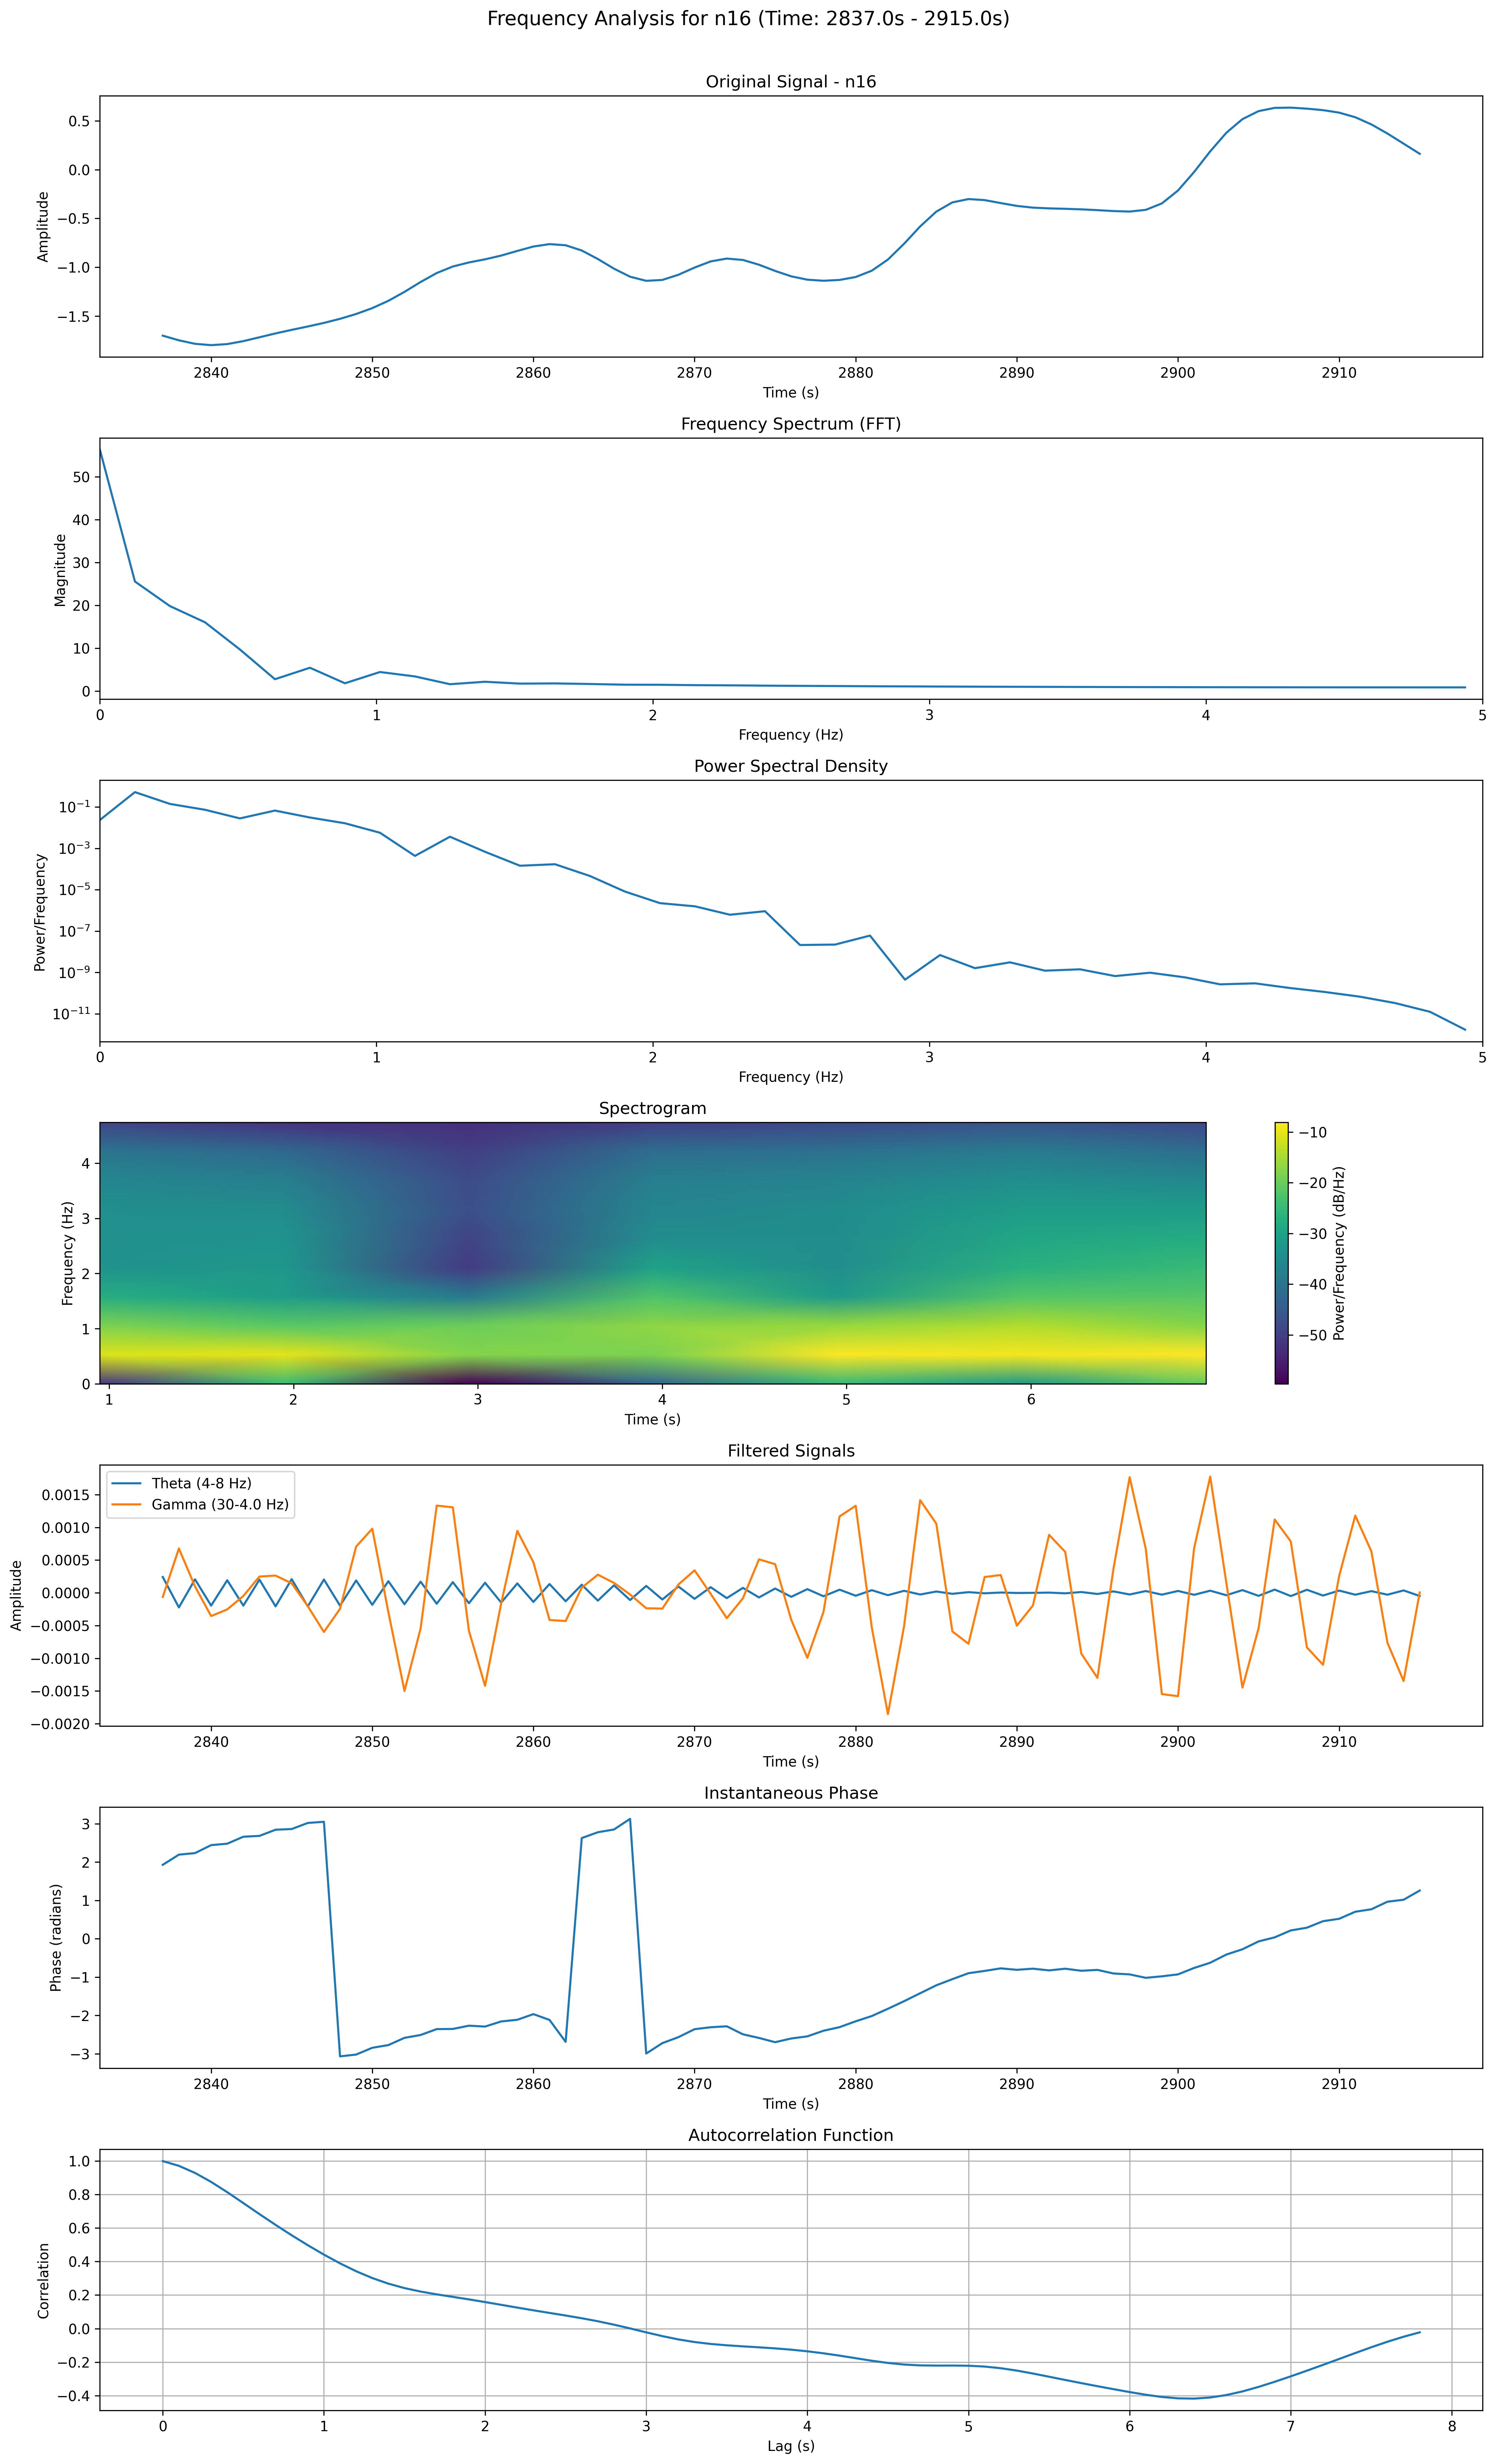 Frequency Analysis for n16 (Time: 2837.0s - 2915.0s)
Original Signal - n16
Amplitude
0.5
0.0
−0.5
−1.0
−1.5
2840 2850 2860 2870 2880 2890 2900 2910
Time (s)
Frequency Spectrum (FFT)
Magnitude
50
40
30
20
10
0
0 1 2 3 4 5
Frequency (Hz)
Power Spectral Density
Power/Frequency
10⁻¹
10⁻³
10⁻⁵
10⁻⁷
10⁻⁹
10⁻¹¹
0 1 2 3 4 5
Frequency (Hz)
Spectrogram
Frequency (Hz)
4
3
2
1
0
1 2 3 4 5 6
Time (s)
−10
−20
−30
−40
−50
Power/Frequency (dB/Hz)
Filtered Signals
Theta (4-8 Hz)
Gamma (30-4.0 Hz)
Amplitude
0.0015
0.0010
0.0005
0.0000
−0.0005
−0.0010
−0.0015
−0.0020
2840 2850 2860 2870 2880 2890 2900 2910
Time (s)
Instantaneous Phase
Phase (radians)
3
2
1
0
−1
−2
−3
2840 2850 2860 2870 2880 2890 2900 2910
Time (s)
Autocorrelation Function
Correlation
1.0
0.8
0.6
0.4
0.2
0.0
−0.2
−0.4
0 1 2 3 4 5 6 7 8
Lag (s)